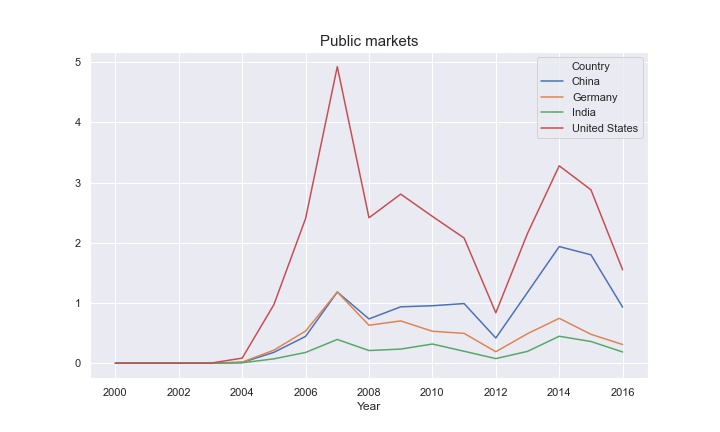 Public markets
5
4
3
2
1
0
Country
China
Germany
India
United States
2000 2002 2004 2006 2008 2010 2012 2014 2016
Year